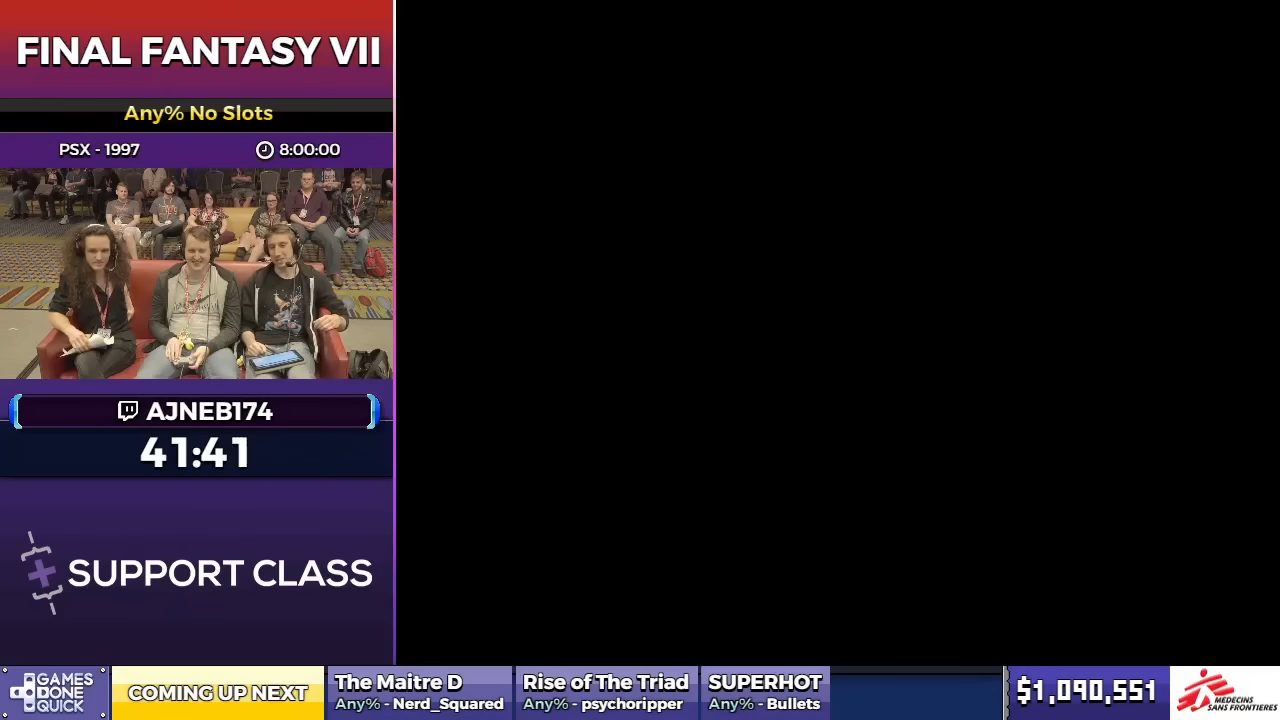 FINAL FANTASY VII
Any% No Slots
PSX - 1997
8:00:00
AJNEB174
41:41
SUPPORT CLASS
GAMES
DONE
QUICK
COMING UP NEXT
The Maitre D
Any% - Nerd_Squared
Rise of The Triad
Any% - psychoripper
SUPERHOT
Any% - Bullets
$1,090,551
MEDECINS
SANS FRONTIERES